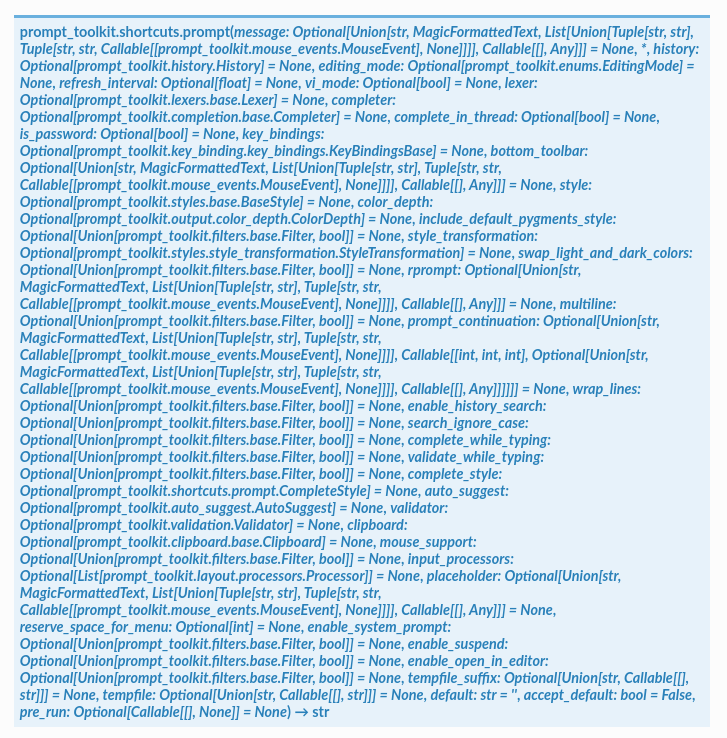 prompt_toolkit.shortcuts.prompt(message: Optional[Union[str, MagicFormattedText, List[Union[Tuple[str, str],
Tuple[str, str, Callable[[prompt_toolkit.mouse_events.MouseEvent], None]]]], Callable[[], Any]]] = None, *, history:
Optional[prompt_toolkit.history.History] = None, editing_mode: Optional[prompt_toolkit.enums.EditingMode] =
None, refresh_interval: Optional[float] = None, vi_mode: Optional[bool] = None, lexer:
Optional[prompt_toolkit.lexers.base.Lexer] = None, completer:
Optional[prompt_toolkit.completion.base.Completer] = None, complete_in_thread: Optional[bool] = None,
is_password: Optional[bool] = None, key_bindings:
Optional[prompt_toolkit.key_binding.key_bindings.KeyBindingsBase] = None, bottom_toolbar:
Optional[Union[str, MagicFormattedText, List[Union[Tuple[str, str], Tuple[str, str,
Callable[[prompt_toolkit.mouse_events.MouseEvent], None]]]], Callable[[], Any]]] = None, style:
Optional[prompt_toolkit.styles.base.BaseStyle] = None, color_depth:
Optional[prompt_toolkit.output.color_depth.ColorDepth] = None, include_default_pygments_style:
Optional[Union[prompt_toolkit.filters.base.Filter, bool]] = None, style_transformation:
Optional[prompt_toolkit.styles.style_transformation.StyleTransformation] = None, swap_light_and_dark_colors:
Optional[Union[prompt_toolkit.filters.base.Filter, bool]] = None, rprompt: Optional[Union[str,
MagicFormattedText, List[Union[Tuple[str, str], Tuple[str, str,
Callable[[prompt_toolkit.mouse_events.MouseEvent], None]]]], Callable[[], Any]]] = None, multiline:
Optional[Union[prompt_toolkit.filters.base.Filter, bool]] = None, prompt_continuation: Optional[Union[str,
MagicFormattedText, List[Union[Tuple[str, str], Tuple[str, str,
Callable[[prompt_toolkit.mouse_events.MouseEvent], None]]]], Callable[[int, int, int], Optional[Union[str,
MagicFormattedText, List[Union[Tuple[str, str], Tuple[str, str,
Callable[[prompt_toolkit.mouse_events.MouseEvent], None]]]], Callable[[], Any]]]]]] = None, wrap_lines:
Optional[Union[prompt_toolkit.filters.base.Filter, bool]] = None, enable_history_search:
Optional[Union[prompt_toolkit.filters.base.Filter, bool]] = None, search_ignore_case:
Optional[Union[prompt_toolkit.filters.base.Filter, bool]] = None, complete_while_typing:
Optional[Union[prompt_toolkit.filters.base.Filter, bool]] = None, validate_while_typing:
Optional[Union[prompt_toolkit.filters.base.Filter, bool]] = None, complete_style:
Optional[prompt_toolkit.shortcuts.prompt.CompleteStyle] = None, auto_suggest:
Optional[prompt_toolkit.auto_suggest.AutoSuggest] = None, validator:
Optional[prompt_toolkit.validation.Validator] = None, clipboard:
Optional[prompt_toolkit.clipboard.base.Clipboard] = None, mouse_support:
Optional[Union[prompt_toolkit.filters.base.Filter, bool]] = None, input_processors:
Optional[List[prompt_toolkit.layout.processors.Processor]] = None, placeholder: Optional[Union[str,
MagicFormattedText, List[Union[Tuple[str, str], Tuple[str, str,
Callable[[prompt_toolkit.mouse_events.MouseEvent], None]]]], Callable[[], Any]]] = None,
reserve_space_for_menu: Optional[int] = None, enable_system_prompt:
Optional[Union[prompt_toolkit.filters.base.Filter, bool]] = None, enable_suspend:
Optional[Union[prompt_toolkit.filters.base.Filter, bool]] = None, enable_open_in_editor:
Optional[Union[prompt_toolkit.filters.base.Filter, bool]] = None, tempfile_suffix: Optional[Union[str, Callable[[],
str]]] = None, tempfile: Optional[Union[str, Callable[[], str]]] = None, default: str = '', accept_default: bool = False,
pre_run: Optional[Callable[[], None]] = None) → str